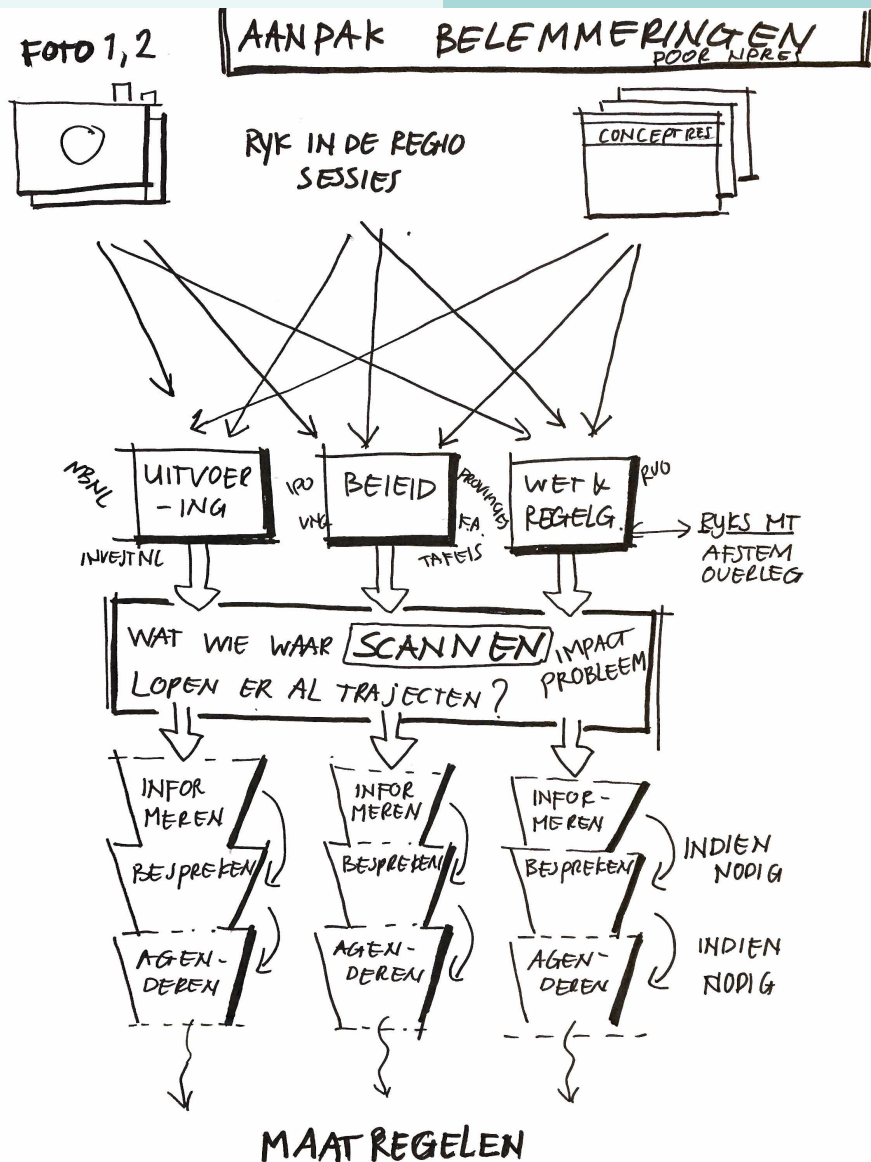 FOTO 1, 2
AANPAK BELEMMERINGEN
DOOR NPRES
RYK IN DE REGIO
SESSIES
CONCEPT RES
NBNL
UITVOER
-ING
INVESTNL
IPO
VNG
BELEID
PROVINCIES
E.A.
TAFELS
WET &
REGELG.
RVO
RYKS MT
AFSTEM
OVERLEG
WAT WIE WAAR SCANNEN IMPACT
PROBLEEM
LOPEN ER AL TRAJECTEN?
INFOR
MEREN
BESPREKEN
AGEN-
DEREN
INFOR
MEREN
BESPREKEN
AGEN-
DEREN
INFOR-
MEREN
BESPREKEN
AGEN-
DEREN
INDIEN
NODIG
INDIEN
NODIG
MAATREGELEN